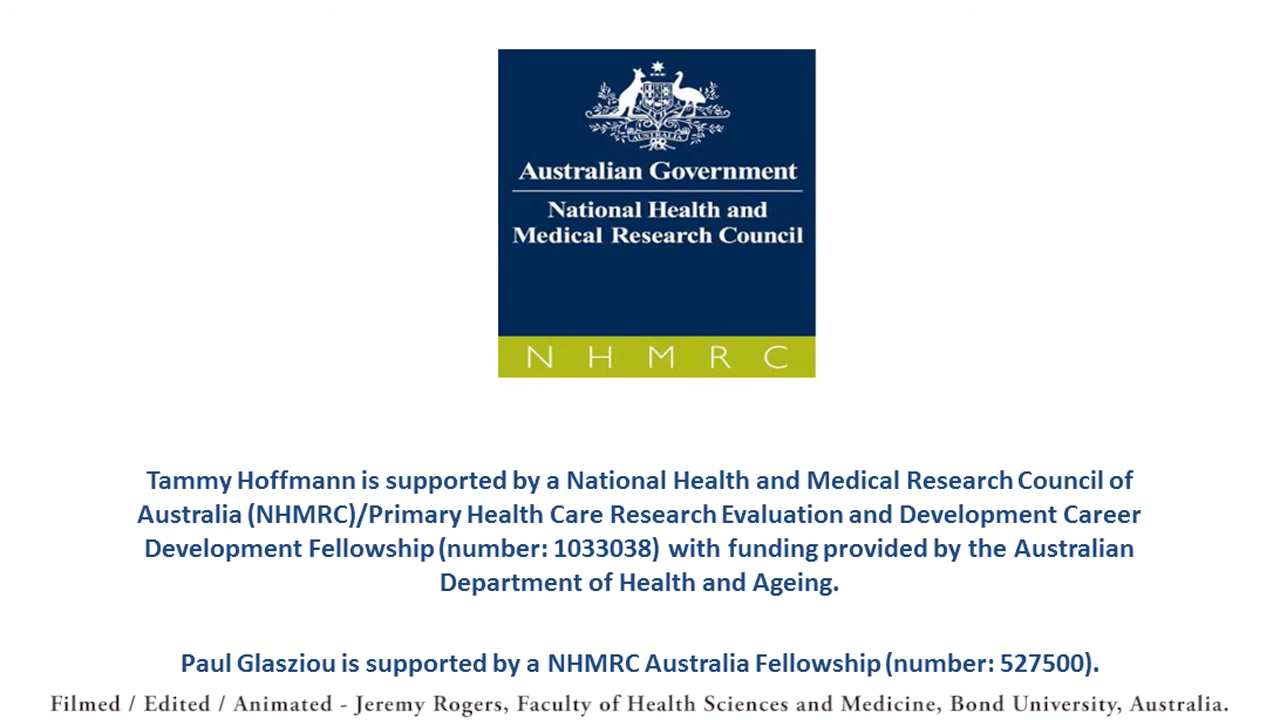 AUSTRALIA
Australian Government
National Health and
Medical Research Council
N H M R C
Tammy Hoffmann is supported by a National Health and Medical Research Council of
Australia (NHMRC)/Primary Health Care Research Evaluation and Development Career
Development Fellowship (number: 1033038) with funding provided by the Australian
Department of Health and Ageing.
Paul Glasziou is supported by a NHMRC Australia Fellowship (number: 527500).
Filmed / Edited / Animated - Jeremy Rogers, Faculty of Health Sciences and Medicine, Bond University, Australia.